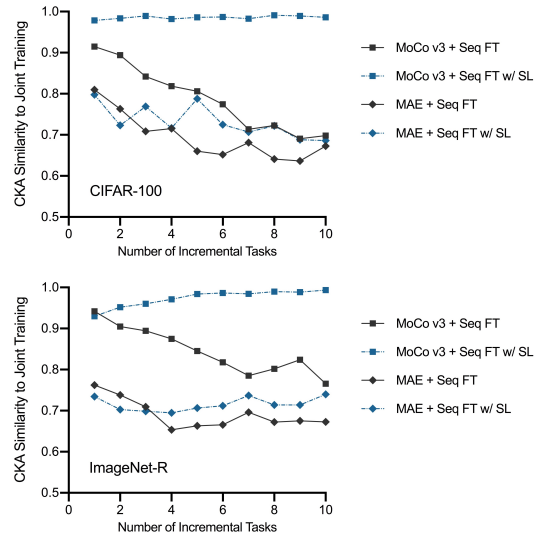 CKA Similarity to Joint Training
1.0
0.9
0.8
0.7
0.6
0.5
0 2 4 6 8 10
Number of Incremental Tasks
CIFAR-100
MoCo v3 + Seq FT
MoCo v3 + Seq FT w/ SL
MAE + Seq FT
MAE + Seq FT w/ SL
CKA Similarity to Joint Training
1.0
0.9
0.8
0.7
0.6
0.5
0 2 4 6 8 10
Number of Incremental Tasks
ImageNet-R
MoCo v3 + Seq FT
MoCo v3 + Seq FT w/ SL
MAE + Seq FT
MAE + Seq FT w/ SL